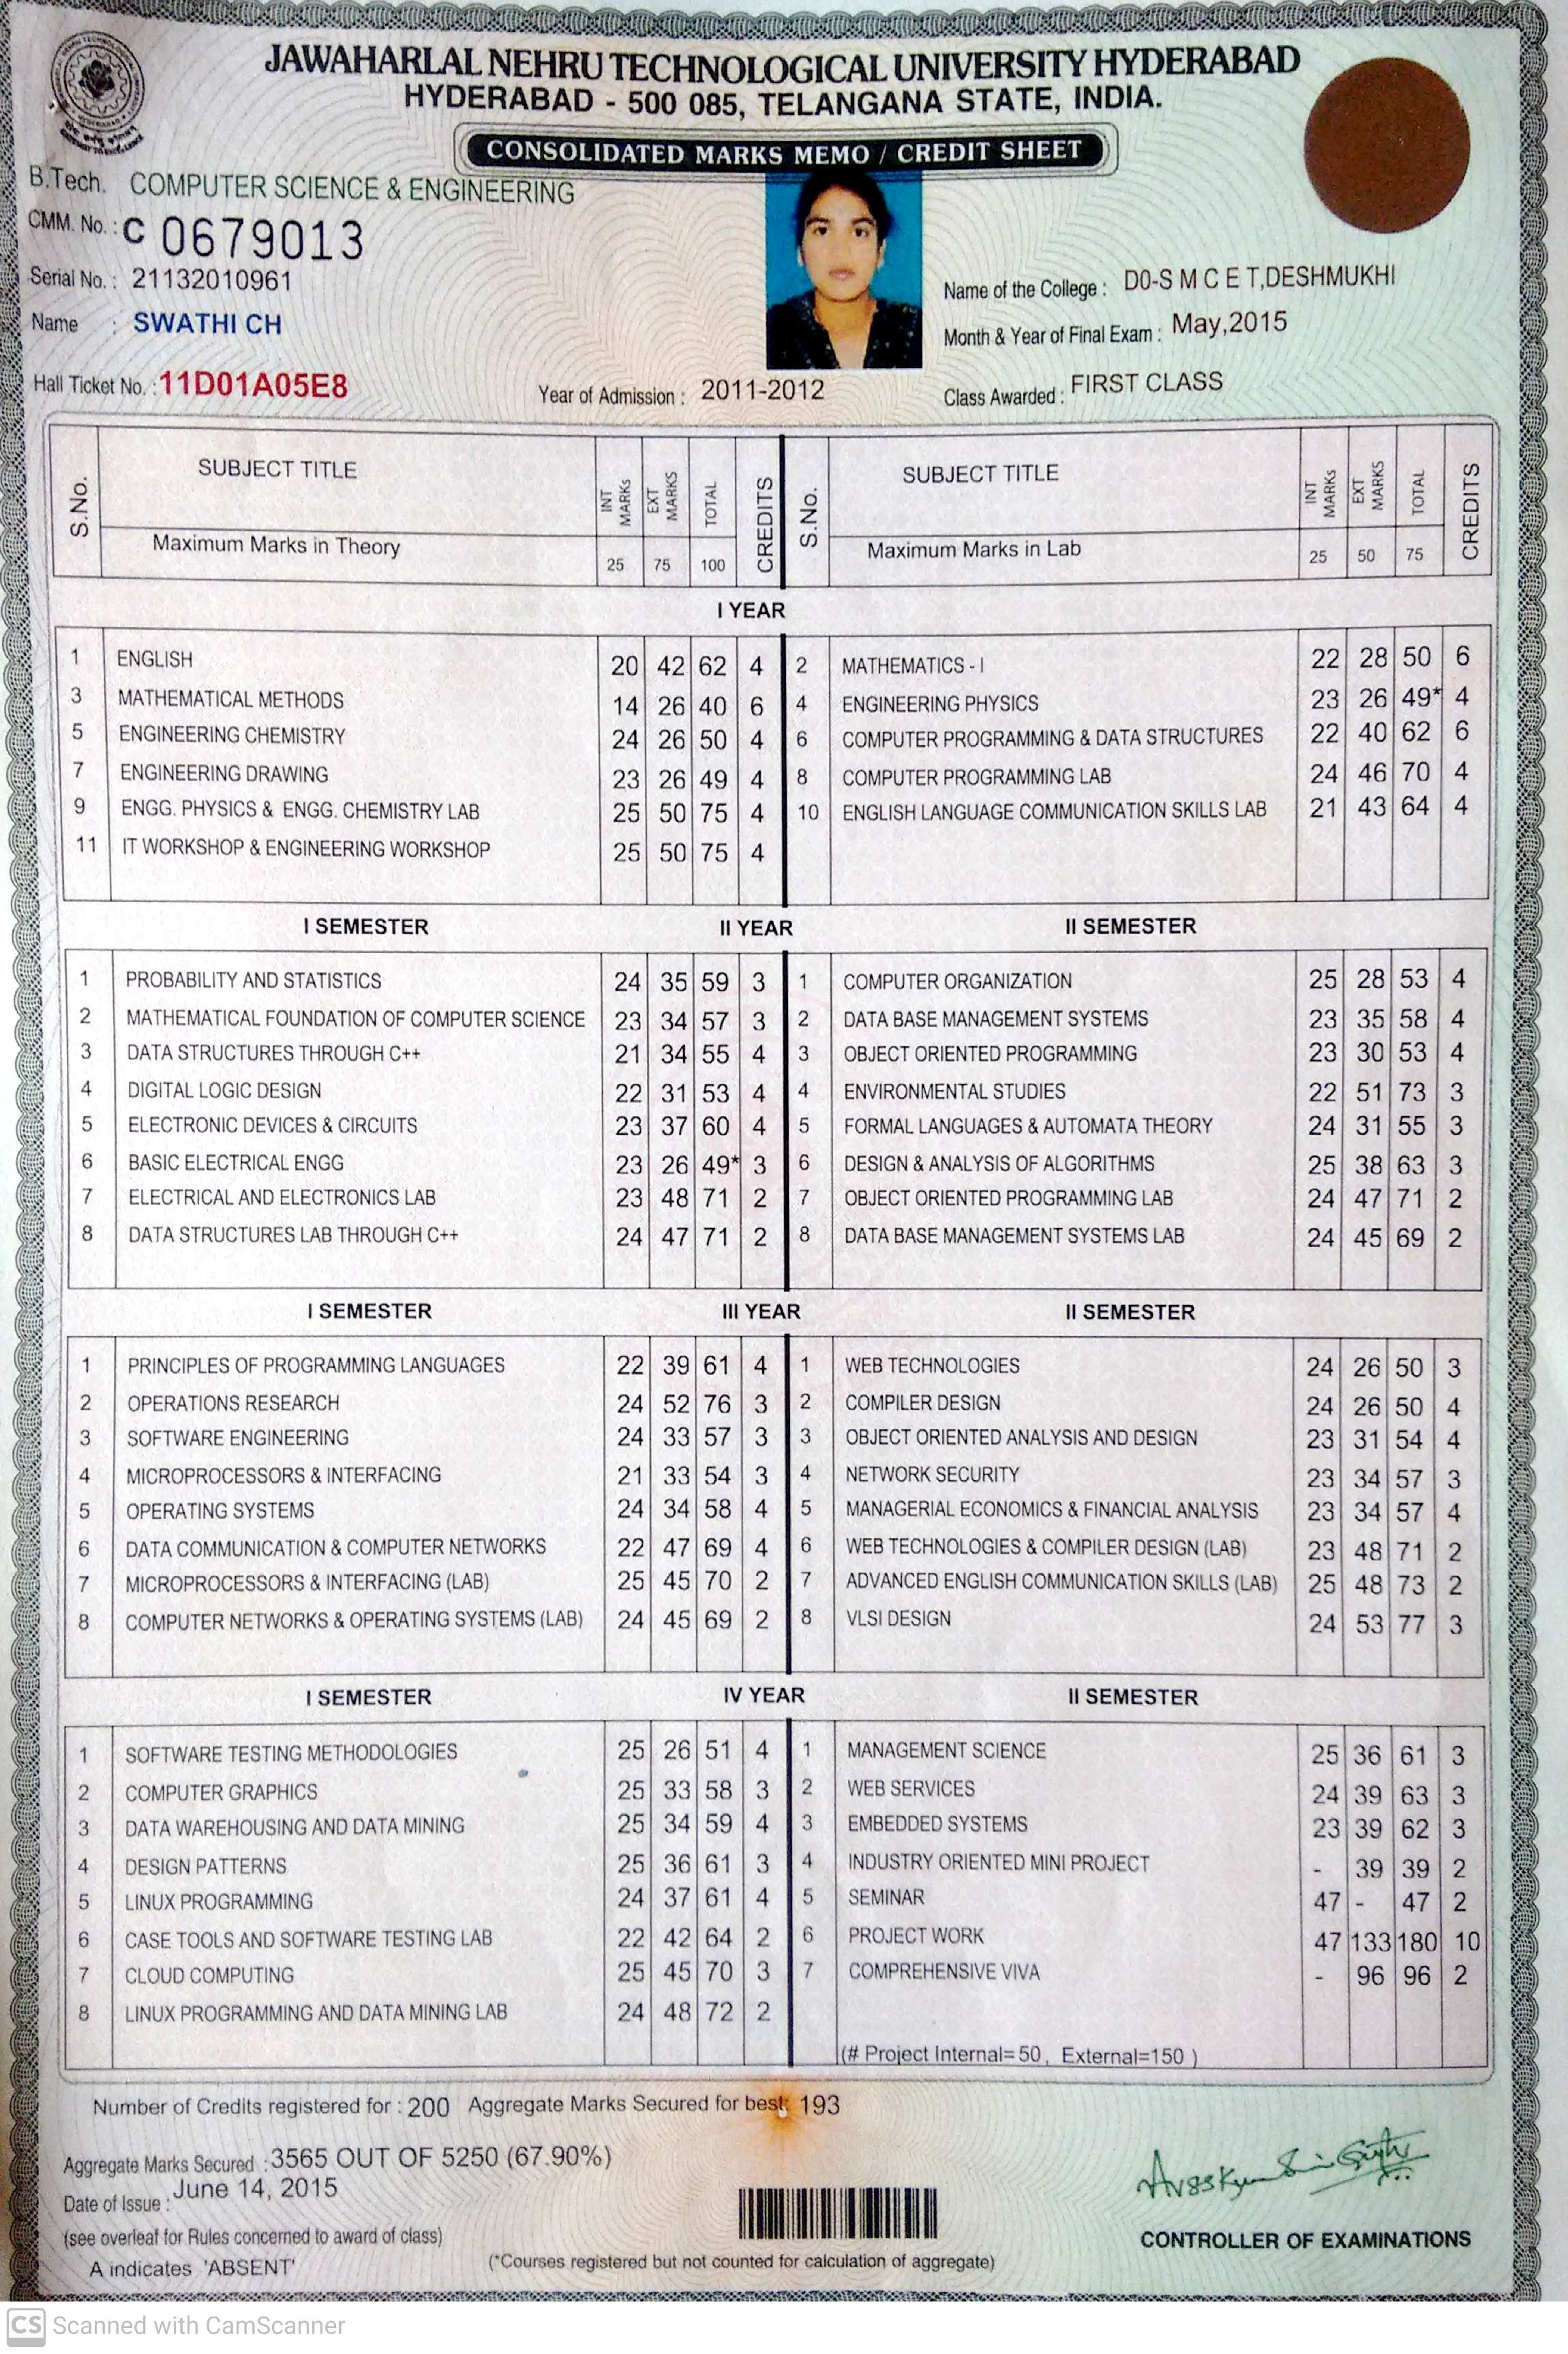 JAWAHARLAL NEHRU TECHNOLOGICAL UNIVERSITY HYDERABAD
HYDERABAD - 500 085, TELANGANA STATE, INDIA.
CONSOLIDATED MARKS MEMO / CREDIT SHEET
B.Tech. COMPUTER SCIENCE & ENGINEERING
CMM. No. : C 0679013
Serial No. : 21132010961
Name : SWATHI CH
Hall Ticket No. : 11D01A05E8
Year of Admission : 2011-2012
Name of the College : D0-S M C E T,DESHMUKHI
Month & Year of Final Exam : May,2015
Class Awarded : FIRST CLASS
S.No. SUBJECT TITLE INT MARKs EXT MARKS TOTAL CREDITS S.No. SUBJECT TITLE INT MARKs EXT MARKS TOTAL CREDITS
Maximum Marks in Theory 25 75 100 Maximum Marks in Lab 25 50 75
I YEAR
1 ENGLISH 20 42 62 4 2 MATHEMATICS - I 22 28 50 6
3 MATHEMATICAL METHODS 14 26 40 6 4 ENGINEERING PHYSICS 23 26 49* 4
5 ENGINEERING CHEMISTRY 24 26 50 4 6 COMPUTER PROGRAMMING & DATA STRUCTURES 22 40 62 6
7 ENGINEERING DRAWING 23 26 49 4 8 COMPUTER PROGRAMMING LAB 24 46 70 4
9 ENGG. PHYSICS & ENGG. CHEMISTRY LAB 25 50 75 4 10 ENGLISH LANGUAGE COMMUNICATION SKILLS LAB 21 43 64 4
11 IT WORKSHOP & ENGINEERING WORKSHOP 25 50 75 4
I SEMESTER II YEAR II SEMESTER
1 PROBABILITY AND STATISTICS 24 35 59 3 1 COMPUTER ORGANIZATION 25 28 53 4
2 MATHEMATICAL FOUNDATION OF COMPUTER SCIENCE 23 34 57 3 2 DATA BASE MANAGEMENT SYSTEMS 23 35 58 4
3 DATA STRUCTURES THROUGH C++ 21 34 55 4 3 OBJECT ORIENTED PROGRAMMING 23 30 53 4
4 DIGITAL LOGIC DESIGN 22 31 53 4 4 ENVIRONMENTAL STUDIES 22 51 73 3
5 ELECTRONIC DEVICES & CIRCUITS 23 37 60 4 5 FORMAL LANGUAGES & AUTOMATA THEORY 24 31 55 3
6 BASIC ELECTRICAL ENGG 23 26 49* 3 6 DESIGN & ANALYSIS OF ALGORITHMS 25 38 63 3
7 ELECTRICAL AND ELECTRONICS LAB 23 48 71 2 7 OBJECT ORIENTED PROGRAMMING LAB 24 47 71 2
8 DATA STRUCTURES LAB THROUGH C++ 24 47 71 2 8 DATA BASE MANAGEMENT SYSTEMS LAB 24 45 69 2
I SEMESTER III YEAR II SEMESTER
1 PRINCIPLES OF PROGRAMMING LANGUAGES 22 39 61 4 1 WEB TECHNOLOGIES 24 26 50 3
2 OPERATIONS RESEARCH 24 52 76 3 2 COMPILER DESIGN 24 26 50 4
3 SOFTWARE ENGINEERING 24 33 57 3 3 OBJECT ORIENTED ANALYSIS AND DESIGN 23 31 54 4
4 MICROPROCESSORS & INTERFACING 21 33 54 3 4 NETWORK SECURITY 23 34 57 3
5 OPERATING SYSTEMS 24 34 58 4 5 MANAGERIAL ECONOMICS & FINANCIAL ANALYSIS 23 34 57 4
6 DATA COMMUNICATION & COMPUTER NETWORKS 22 47 69 4 6 WEB TECHNOLOGIES & COMPILER DESIGN (LAB) 23 48 71 2
7 MICROPROCESSORS & INTERFACING (LAB) 25 45 70 2 7 ADVANCED ENGLISH COMMUNICATION SKILLS (LAB) 25 48 73 2
8 COMPUTER NETWORKS & OPERATING SYSTEMS (LAB) 24 45 69 2 8 VLSI DESIGN 24 53 77 3
I SEMESTER IV YEAR II SEMESTER
1 SOFTWARE TESTING METHODOLOGIES 25 26 51 4 1 MANAGEMENT SCIENCE 25 36 61 3
2 COMPUTER GRAPHICS 25 33 58 3 2 WEB SERVICES 24 39 63 3
3 DATA WAREHOUSING AND DATA MINING 25 34 59 4 3 EMBEDDED SYSTEMS 23 39 62 3
4 DESIGN PATTERNS 25 36 61 3 4 INDUSTRY ORIENTED MINI PROJECT - 39 39 2
5 LINUX PROGRAMMING 24 37 61 4 5 SEMINAR 47 - 47 2
6 CASE TOOLS AND SOFTWARE TESTING LAB 22 42 64 2 6 PROJECT WORK 47 133 180 10
7 CLOUD COMPUTING 25 45 70 3 7 COMPREHENSIVE VIVA - 96 96 2
8 LINUX PROGRAMMING AND DATA MINING LAB 24 48 72 2
(# Project Internal=50, External=150 )
Number of Credits registered for : 200 Aggregate Marks Secured for best: 193
Aggregate Marks Secured : 3565 OUT OF 5250 (67.90%)
Date of Issue : June 14, 2015
(see overleaf for Rules concerned to award of class)
A indicates 'ABSENT'
(*Courses registered but not counted for calculation of aggregate)
CONTROLLER OF EXAMINATIONS
CS Scanned with CamScanner